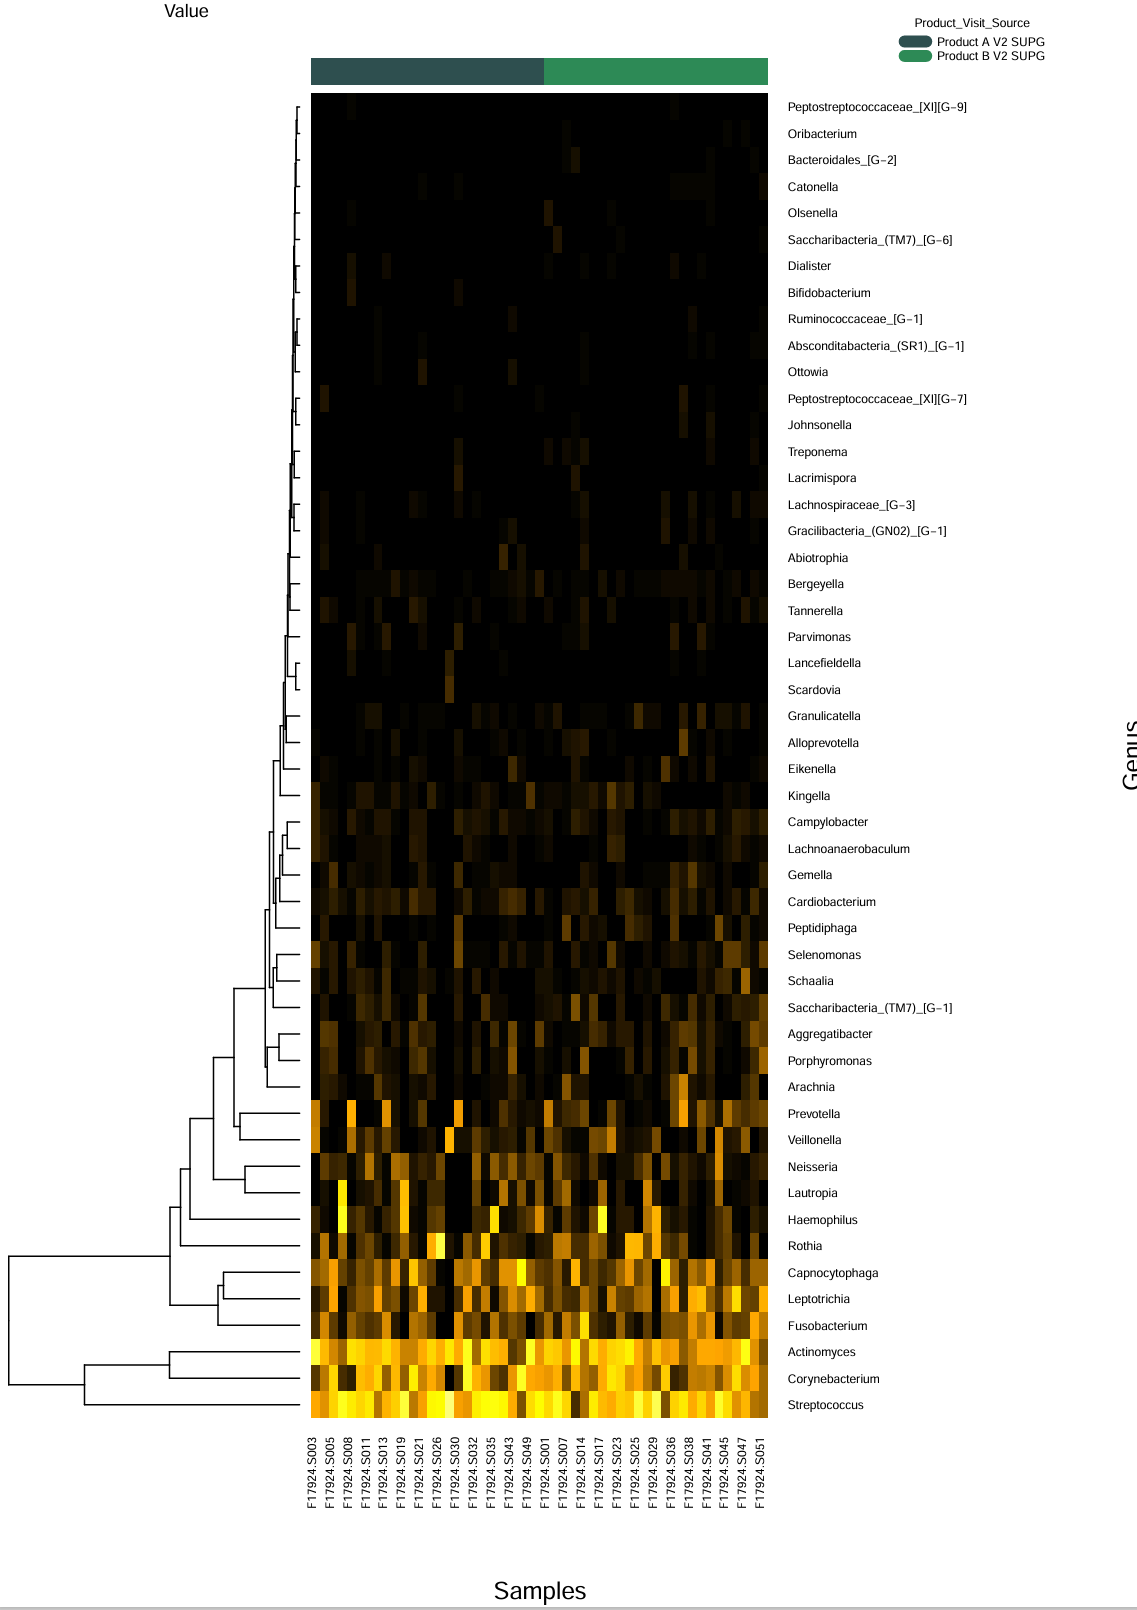 Value
Product_Visit_Source
Product A V2 SUPG
Product B V2 SUPG
Peptostreptococcaceae_[XI][G−9]
Oribacterium
Bacteroidales_[G−2]
Catonella
Olsenella
Saccharibacteria_(TM7)_[G−6]
Dialister
Bifidobacterium
Ruminococcaceae_[G−1]
Absconditabacteria_(SR1)_[G−1]
Ottowia
Peptostreptococcaceae_[XI][G−7]
Johnsonella
Treponema
Lacrimispora
Lachnospiraceae_[G−3]
Gracilibacteria_(GN02)_[G−1]
Abiotrophia
Bergeyella
Tannerella
Parvimonas
Lancefieldella
Scardovia
Granulicatella
Alloprevotella
Eikenella
Kingella
Campylobacter
Lachnoanaerobaculum
Gemella
Cardiobacterium
Peptidiphaga
Selenomonas
Schaalia
Saccharibacteria_(TM7)_[G−1]
Aggregatibacter
Porphyromonas
Arachnia
Prevotella
Veillonella
Neisseria
Lautropia
Haemophilus
Rothia
Capnocytophaga
Leptotrichia
Fusobacterium
Actinomyces
Corynebacterium
Streptococcus
Genus
F17924.S003
F17924.S005
F17924.S008
F17924.S011
F17924.S013
F17924.S019
F17924.S021
F17924.S026
F17924.S030
F17924.S032
F17924.S035
F17924.S043
F17924.S049
F17924.S001
F17924.S007
F17924.S014
F17924.S017
F17924.S023
F17924.S025
F17924.S029
F17924.S036
F17924.S038
F17924.S041
F17924.S045
F17924.S047
F17924.S051
Samples